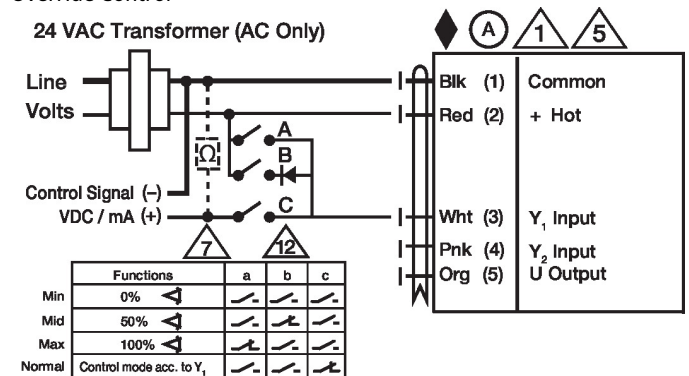 24 VAC Transformer (AC Only)
A 1 5
Line
Volts
Blk (1) Common
Red (2) + Hot
A
B
C
Ω
Control Signal (–)
VDC / mA (+)
Wht (3) Y1 Input
Pnk (4) Y2 Input
Org (5) U Output
7 12
Functions a b c
Min 0%
Mid 50%
Max 100%
Normal Control mode acc. to Y1